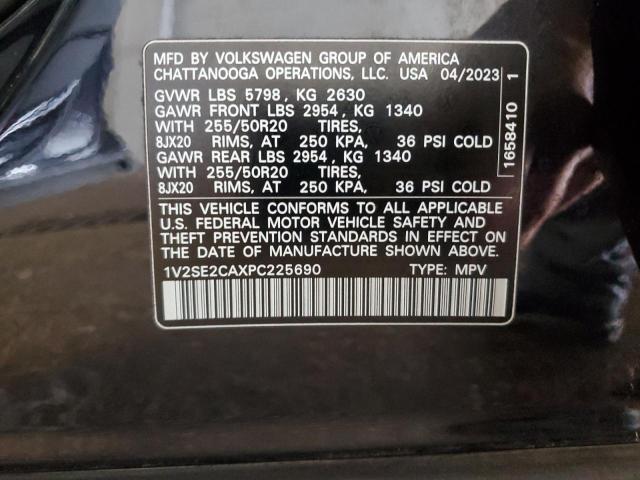 MFD BY VOLKSWAGEN GROUP OF AMERICA
CHATTANOOGA OPERATIONS, LLC. USA 04/2023
GVWR LBS 5798, KG 2630
GAWR FRONT LBS 2954, KG 1340
WITH 255/50R20 TIRES,
8JX20 RIMS, AT 250 KPA, 36 PSI COLD
GAWR REAR LBS 2954, KG 1340
WITH 255/50R20 TIRES,
8JX20 RIMS, AT 250 KPA, 36 PSI COLD
THIS VEHICLE CONFORMS TO ALL APPLICABLE
U.S. FEDERAL MOTOR VEHICLE SAFETY AND
THEFT PREVENTION STANDARDS IN EFFECT ON
THE DATE OF MANUFACTURE SHOWN ABOVE.
1V2SE2CAXPC225690 TYPE: MPV
1658410 1